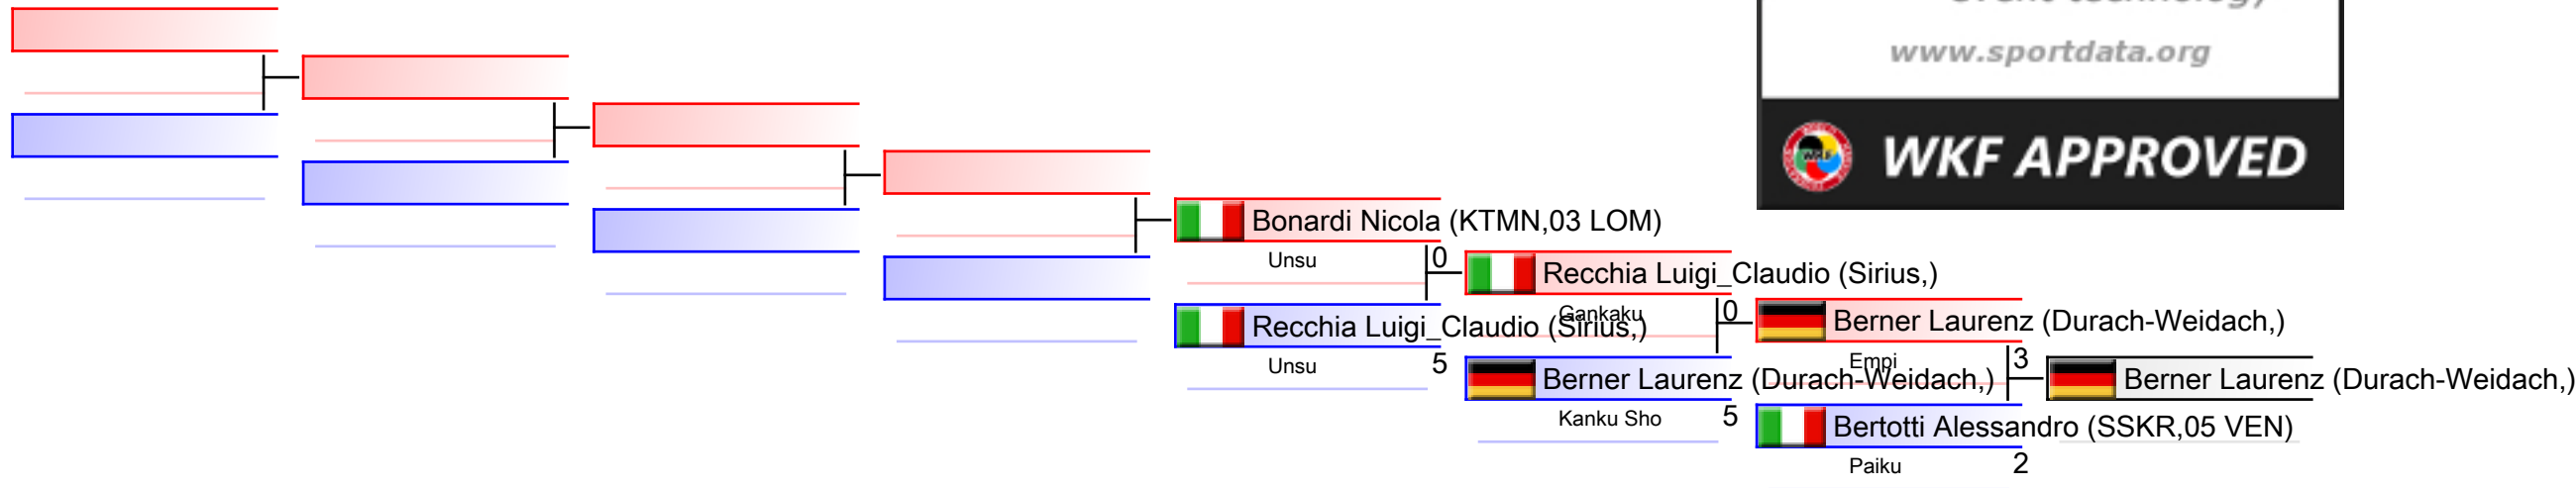 event technology
www.sportdata.org
WKF APPROVED
Bonardi Nicola (KTMN,03 LOM)
Unsu
0
Recchia Luigi_Claudio (Sirius,)
Gankaku
0
Recchia Luigi_Claudio (Sirius,)
Unsu
5
Berner Laurenz (Durach-Weidach,)
Empi
3
Berner Laurenz (Durach-Weidach,)
Kanku Sho
5
Berner Laurenz (Durach-Weidach,)
Bertotti Alessandro (SSKR,05 VEN)
Paiku
2